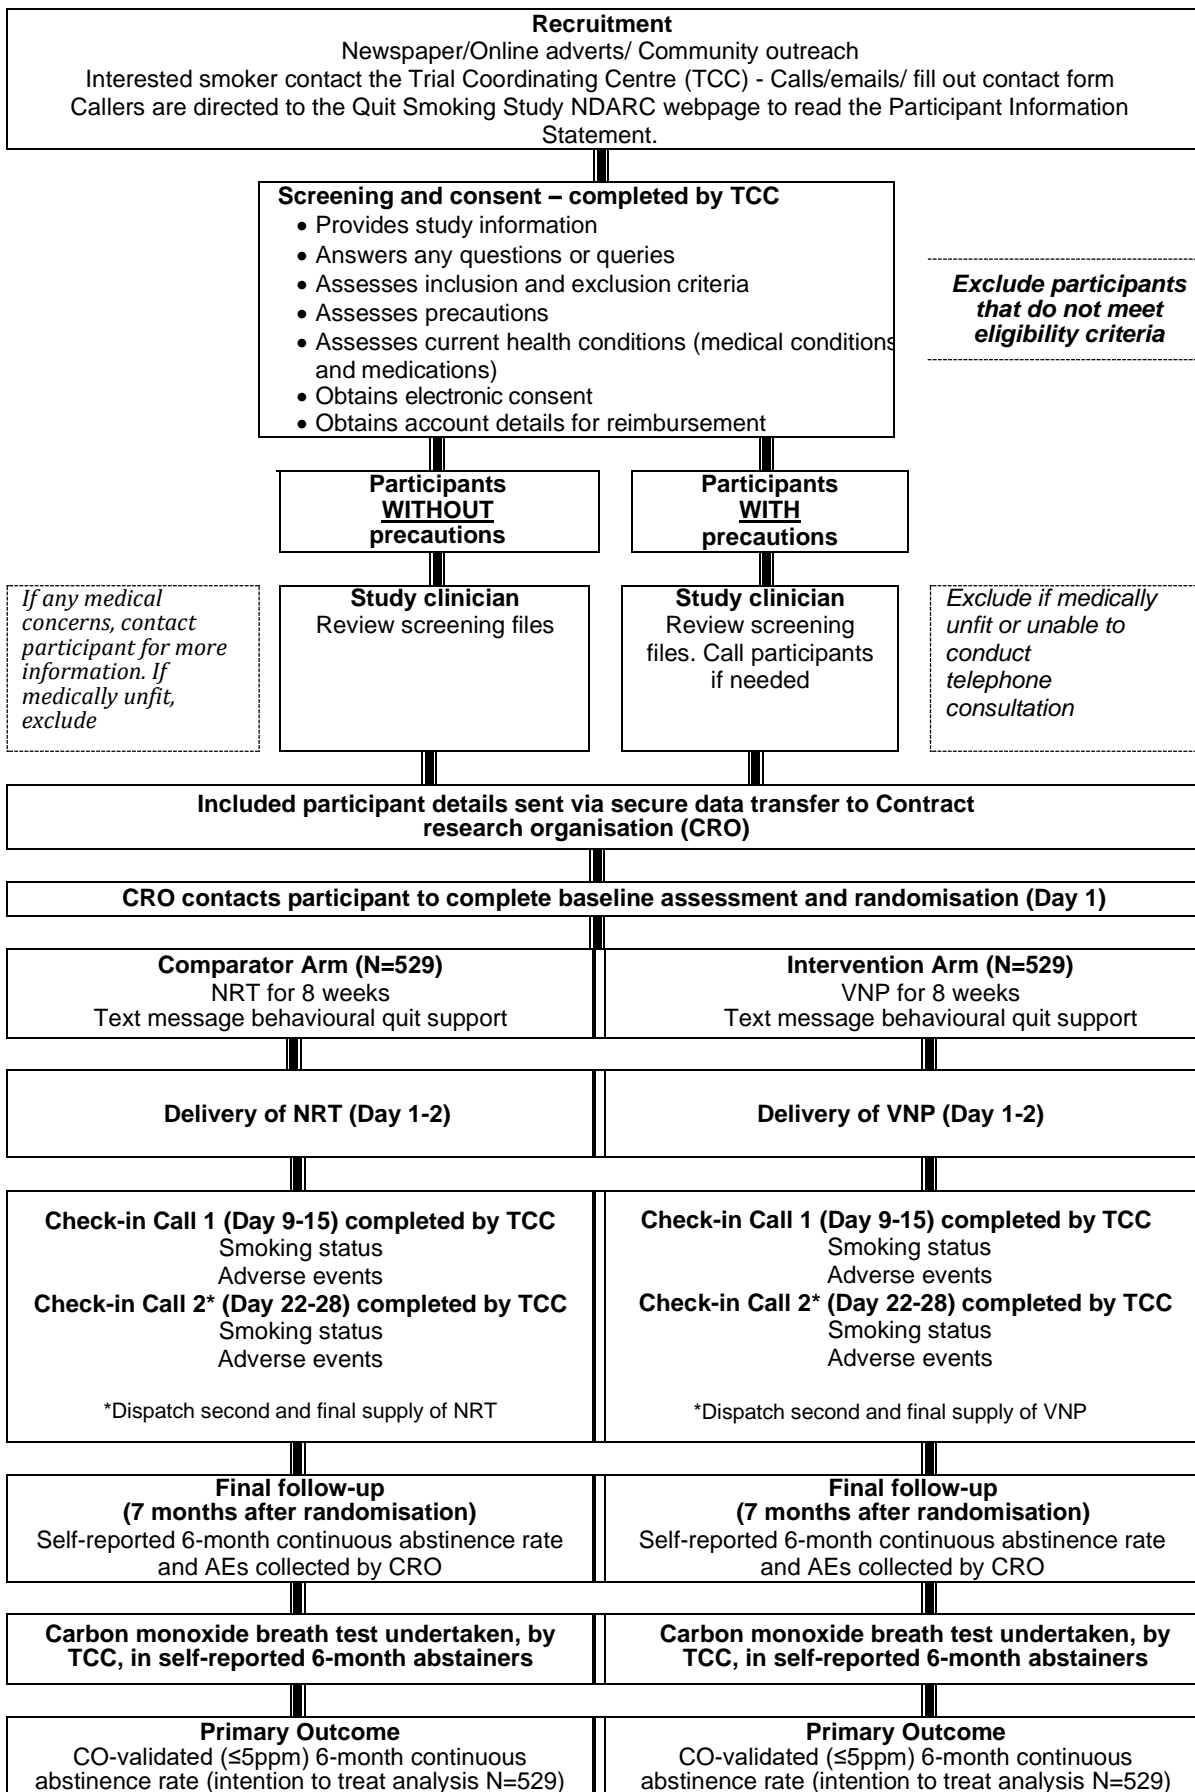 Recruitment
Newspaper/Online adverts/ Community outreach
Interested smoker contact the Trial Coordinating Centre (TCC) - Calls/emails/ fill out contact form
Callers are directed to the Quit Smoking Study NDARC webpage to read the Participant Information
Statement.
Screening and consent – completed by TCC
• Provides study information
• Answers any questions or queries
• Assesses inclusion and exclusion criteria
• Assesses precautions
• Assesses current health conditions (medical conditions
and medications)
• Obtains electronic consent
• Obtains account details for reimbursement
Exclude participants
that do not meet
eligibility criteria
Participants
WITHOUT
precautions
Participants
WITH
precautions
If any medical
concerns, contact
participant for more
information. If
medically unfit,
exclude
Study clinician
Review screening files
Study clinician
Review screening
files. Call participants
if needed
Exclude if medically
unfit or unable to
conduct
telephone
consultation
Included participant details sent via secure data transfer to Contract
research organisation (CRO)
CRO contacts participant to complete baseline assessment and randomisation (Day 1)
Comparator Arm (N=529)
NRT for 8 weeks
Text message behavioural quit support
Intervention Arm (N=529)
VNP for 8 weeks
Text message behavioural quit support
Delivery of NRT (Day 1-2)
Delivery of VNP (Day 1-2)
Check-in Call 1 (Day 9-15) completed by TCC
Smoking status
Adverse events
Check-in Call 2* (Day 22-28) completed by TCC
Smoking status
Adverse events
*Dispatch second and final supply of NRT
Check-in Call 1 (Day 9-15) completed by TCC
Smoking status
Adverse events
Check-in Call 2* (Day 22-28) completed by TCC
Smoking status
Adverse events
*Dispatch second and final supply of VNP
Final follow-up
(7 months after randomisation)
Self-reported 6-month continuous abstinence rate
and AEs collected by CRO
Final follow-up
(7 months after randomisation)
Self-reported 6-month continuous abstinence rate
and AEs collected by CRO
Carbon monoxide breath test undertaken, by
TCC, in self-reported 6-month abstainers
Carbon monoxide breath test undertaken, by
TCC, in self-reported 6-month abstainers
Primary Outcome
CO-validated (≤5ppm) 6-month continuous
abstinence rate (intention to treat analysis N=529)
Primary Outcome
CO-validated (≤5ppm) 6-month continuous
abstinence rate (intention to treat analysis N=529)